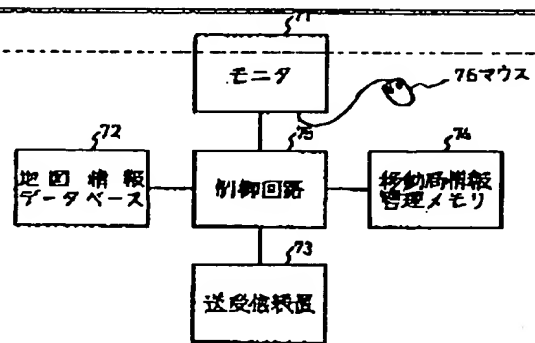 71
モニタ
76マウス
72
75
74
地図情報
データベース
制御回路
移動局情報
管理メモリ
73
送受信装置